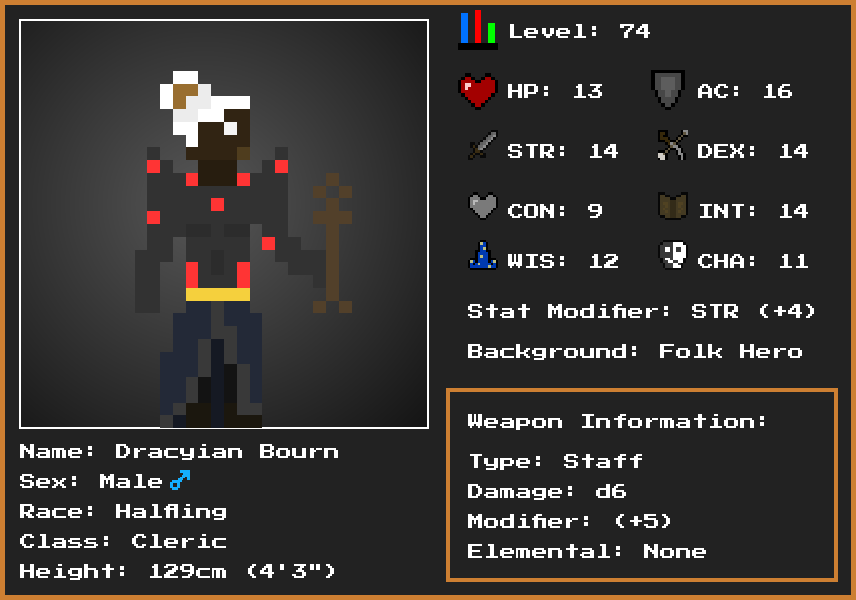 Level: 74
HP: 13 AC: 16
STR: 14 DEX: 14
CON: 9 INT: 14
WIS: 12 CHA: 11
Stat Modifier: STR (+4)
Background: Folk Hero
Weapon Information:
Type: Staff
Damage: d6
Modifier: (+5)
Elemental: None
Name: Dracyian Bourn
Sex: Male♂
Race: Halfling
Class: Cleric
Height: 129cm (4'3")